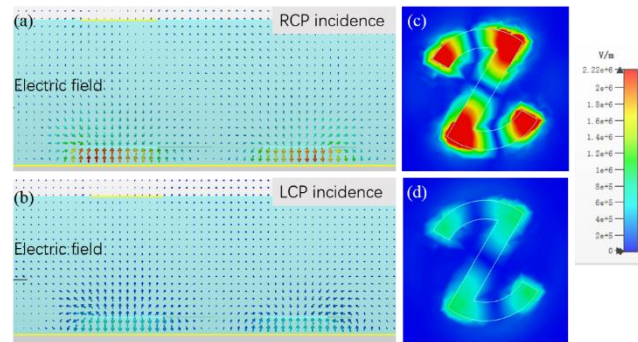 (a)
RCP incidence
Electric field
(b)
LCP incidence
Electric field
(c)
(d)
V/m
2.22e+6
2e+6
1.8e+6
1.6e+6
1.4e+6
1.2e+6
1e+6
8e+5
6e+5
4e+5
2e+5
0